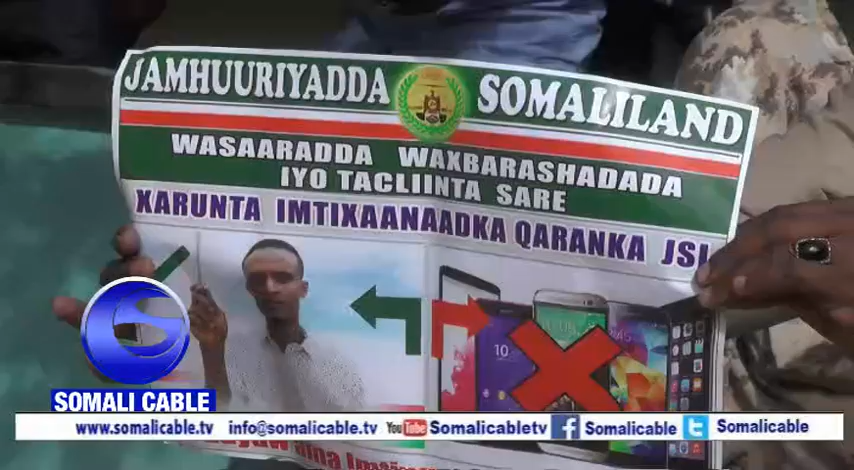 JAMHUURIYADDA SOMALILAND
WASAARADDA WAXBARASHADADA
IYO TACLIINTA SARE
XARUNTA IMTIXAANAADKA QARANKA JSL
10
S
SOMALI CABLE
www.somalicable.tv info@somalicable.tv YouTube Somalicabletv f Somalicable Somalicable